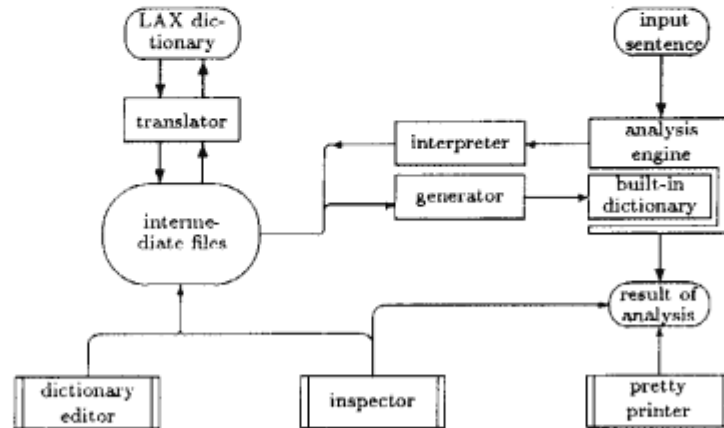 LAX dic-
tionary
input
sentence
translator
interpreter
analysis
engine
generator
built-in
dictionary
interme-
diate files
result of
analysis
dictionary
editor
inspector
pretty
printer